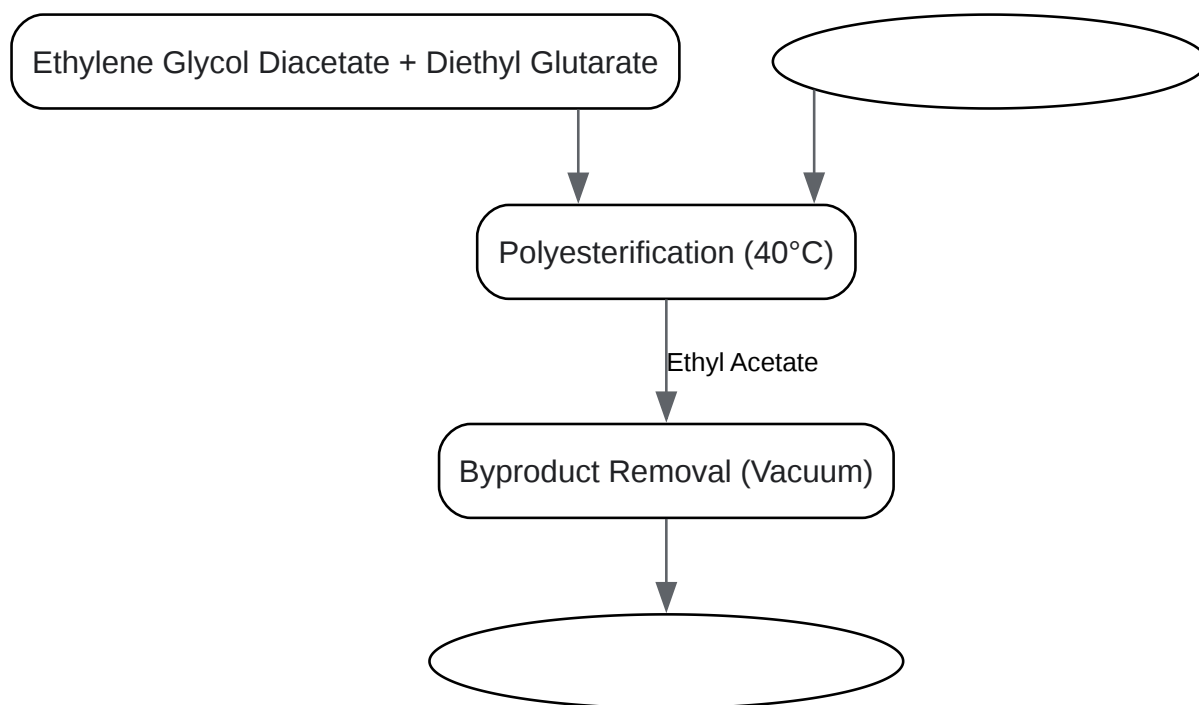 Ethylene Glycol Diacetate + Diethyl Glutarate
Polyesterification (40°C)
Ethyl Acetate
Byproduct Removal (Vacuum)